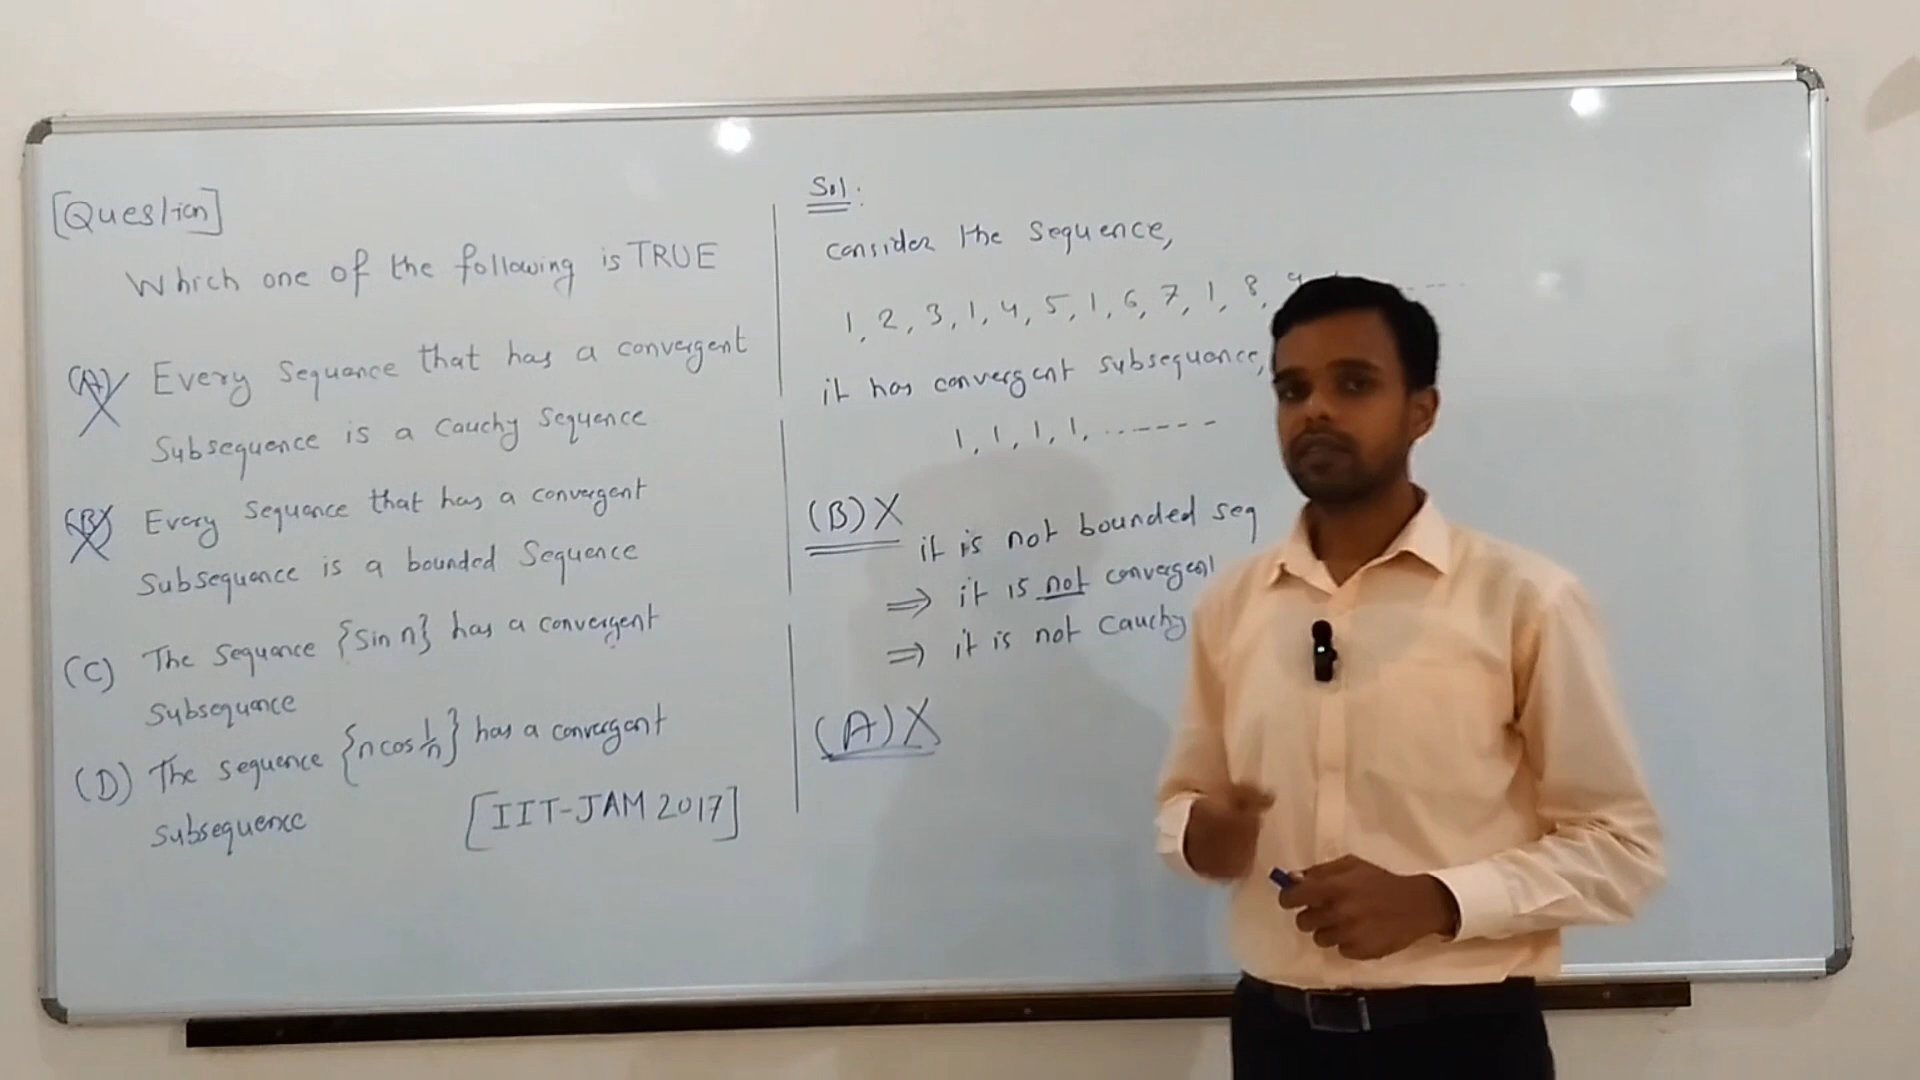 [Question]
Which one of the following is TRUE
(A) Every Sequence that has a convergent
Subsequence is a Cauchy Sequence
(B) Every Sequence that has a convergent
Subsequence is a bounded Sequence
(C) The Sequence {Sin n} has a convergent
Subsequence
(D) The sequence {n cos 1/n} has a convergent
Subsequence
[IIT-JAM 2017]
Sol:
consider the Sequence,
1, 2, 3, 1, 4, 5, 1, 6, 7, 1, 8, 9
it has convergent subsequence,
1, 1, 1, 1, ........
(B) X
it is not bounded seq
⇒ it is not convergent
⇒ it is not Cauchy
(A) X